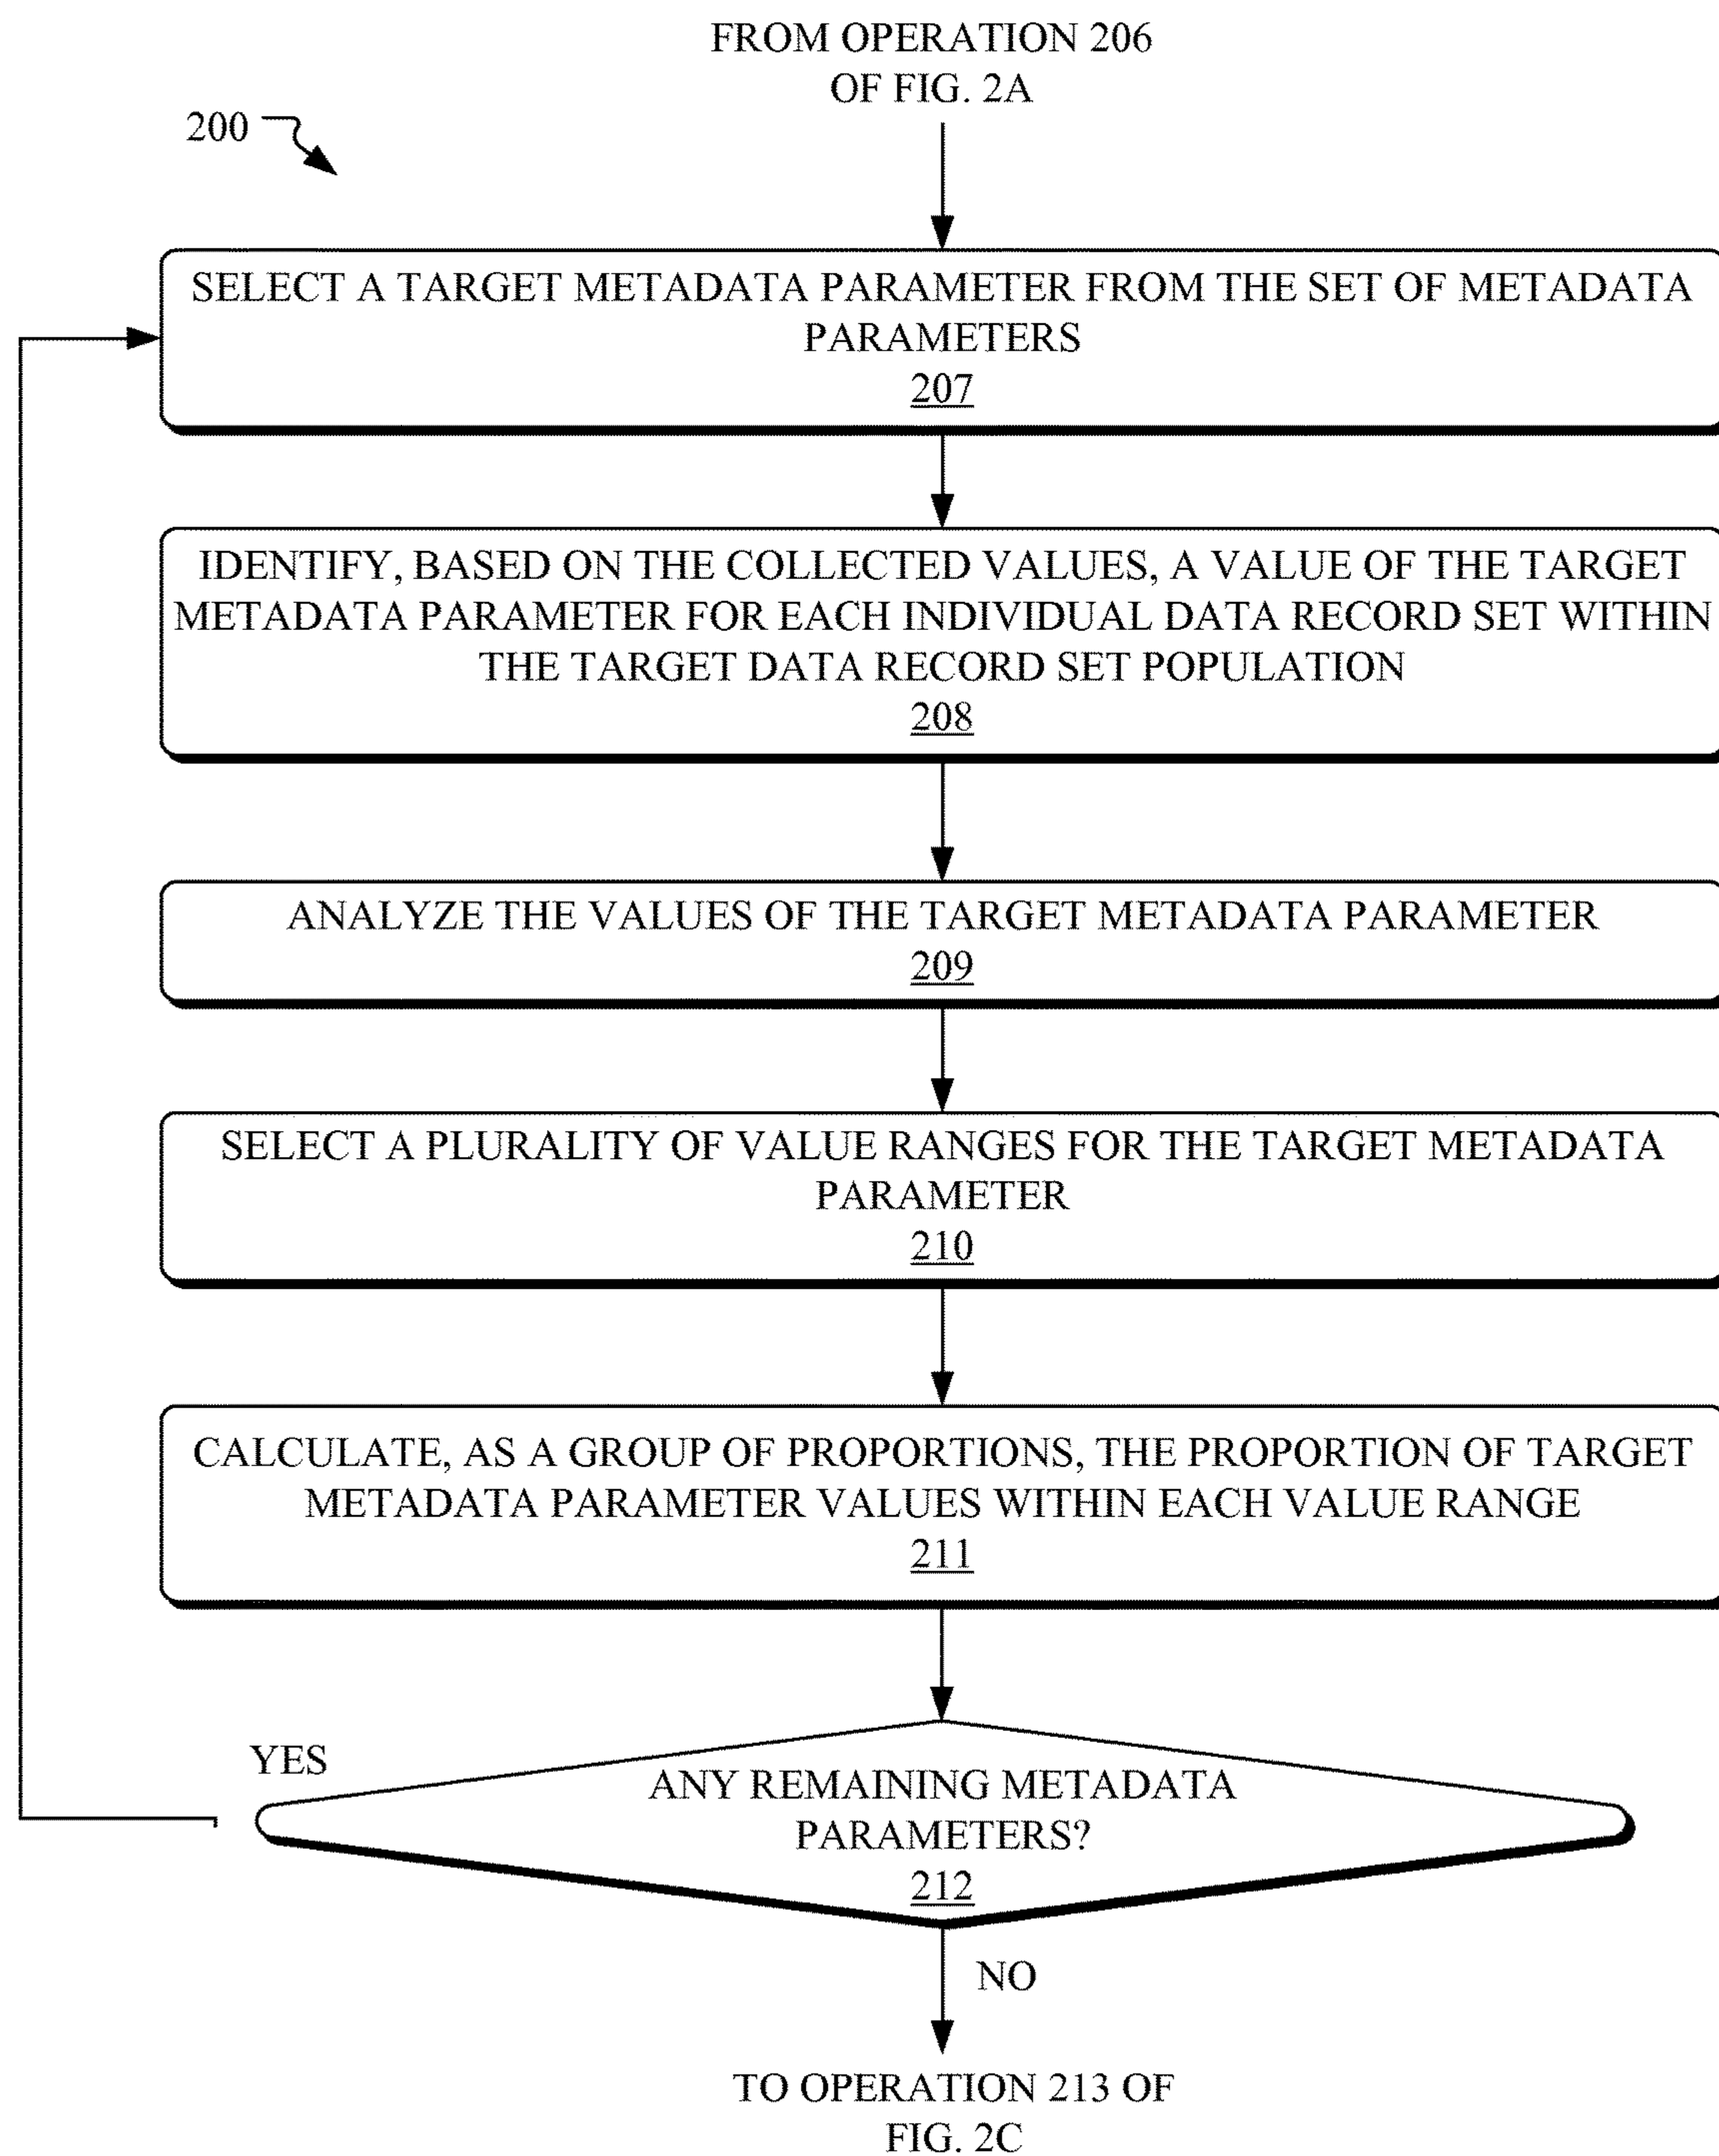 FROM OPERATION 206
OF FIG. 2A
200
SELECT A TARGET METADATA PARAMETER FROM THE SET OF METADATA
PARAMETERS
207
IDENTIFY, BASED ON THE COLLECTED VALUES, A VALUE OF THE TARGET
METADATA PARAMETER FOR EACH INDIVIDUAL DATA RECORD SET WITHIN
THE TARGET DATA RECORD SET POPULATION
208
ANALYZE THE VALUES OF THE TARGET METADATA PARAMETER
209
SELECT A PLURALITY OF VALUE RANGES FOR THE TARGET METADATA
PARAMETER
210
CALCULATE, AS A GROUP OF PROPORTIONS, THE PROPORTION OF TARGET
METADATA PARAMETER VALUES WITHIN EACH VALUE RANGE
211
YES
ANY REMAINING METADATA
PARAMETERS?
212
NO
TO OPERATION 213 OF
FIG. 2C